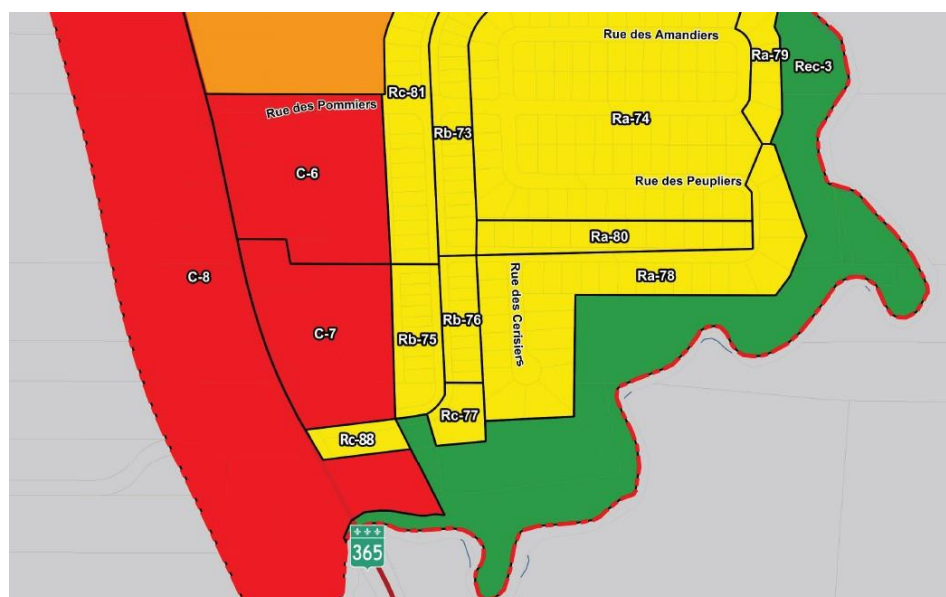 Rue des Amandiers
Ra-79
Rec-3
Rc-81
Rue des Pommiers
Rb-73
Ra-74
C-6
Rue des Peupliers
Ra-80
C-8
Ra-78
Rue des Cerisiers
C-7
Rb-75
Rb-76
Rc-77
Rc-88
365